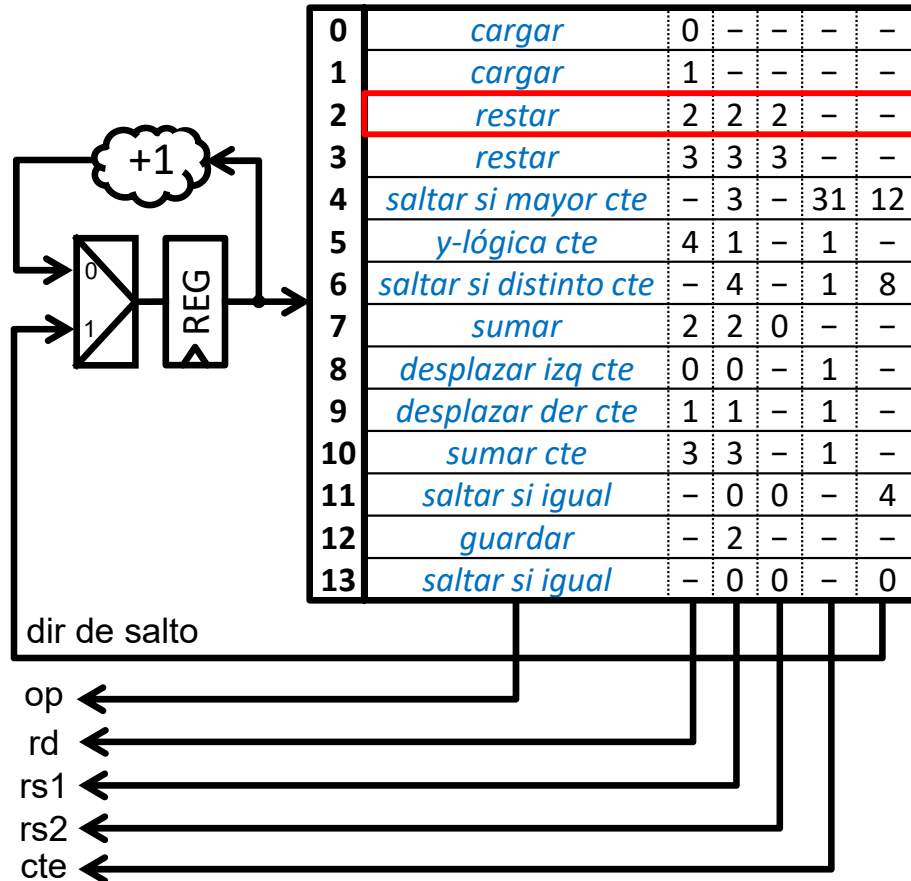 0 cargar 0 – – – –
1 cargar 1 – – – –
2 restar 2 2 2 – –
3 restar 3 3 3 – –
4 saltar si mayor cte – 3 – 31 12
5 y-lógica cte 4 1 – 1 –
6 saltar si distinto cte – 4 – 1 8
7 sumar 2 2 0 – –
8 desplazar izq cte 0 0 – 1 –
9 desplazar der cte 1 1 – 1 –
10 sumar cte 3 3 – 1 –
11 saltar si igual – 0 0 – 4
12 guardar – 2 – – –
13 saltar si igual – 0 0 – 0
+1
0
1
REG
dir de salto
op
rd
rs1
rs2
cte